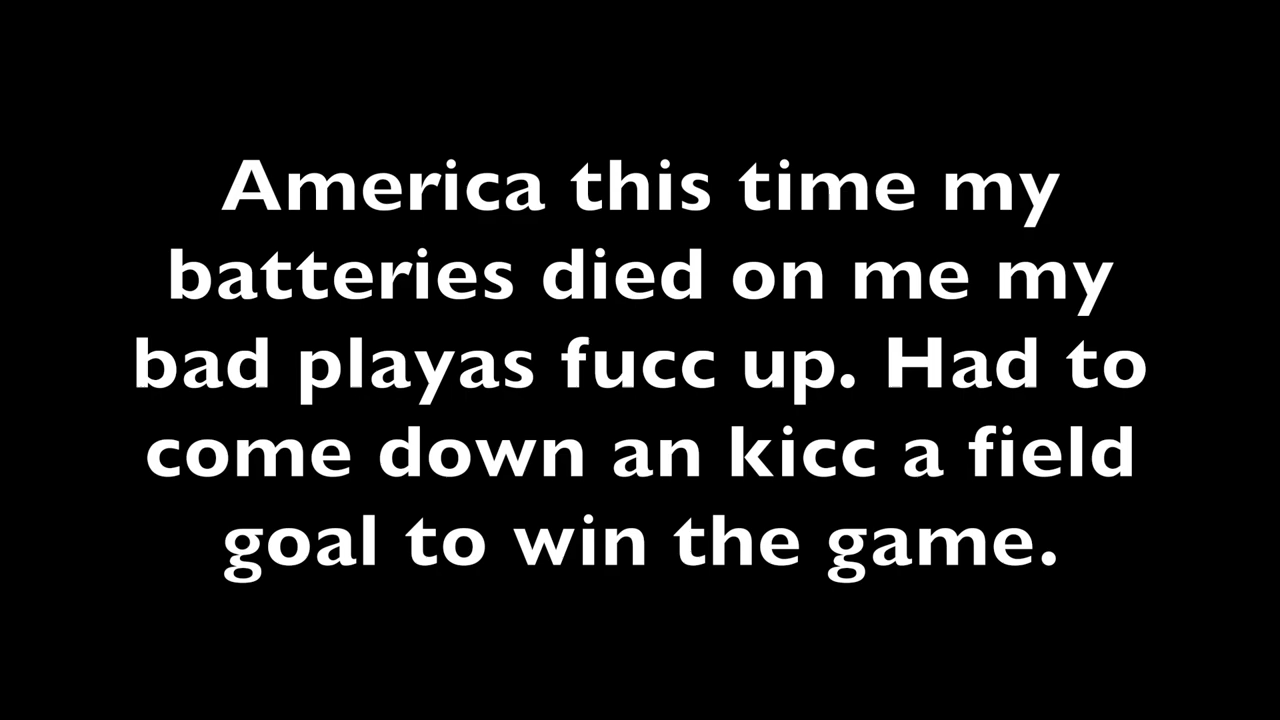 America this time my
batteries died on me my
bad playas fucc up. Had to
come down an kicc a field
goal to win the game.